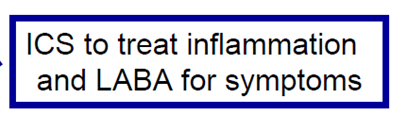 ICS to treat inflammation
and LABA for symptoms